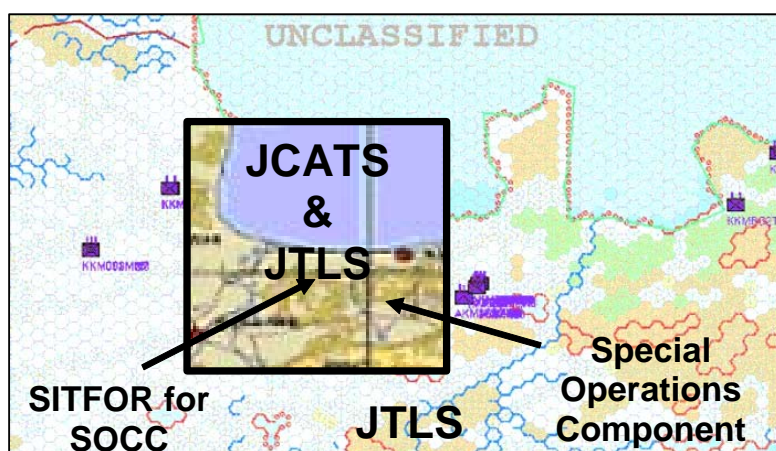 UNCLASSIFIED
JCATS
&
JTLS
SITFOR for
SOCC
JTLS
Special
Operations
Component